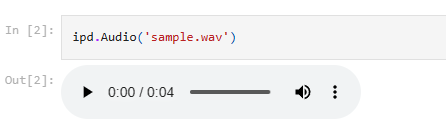 In [2]:
ipd.Audio('sample.wav')
Out[2]:
0:00 / 0:04